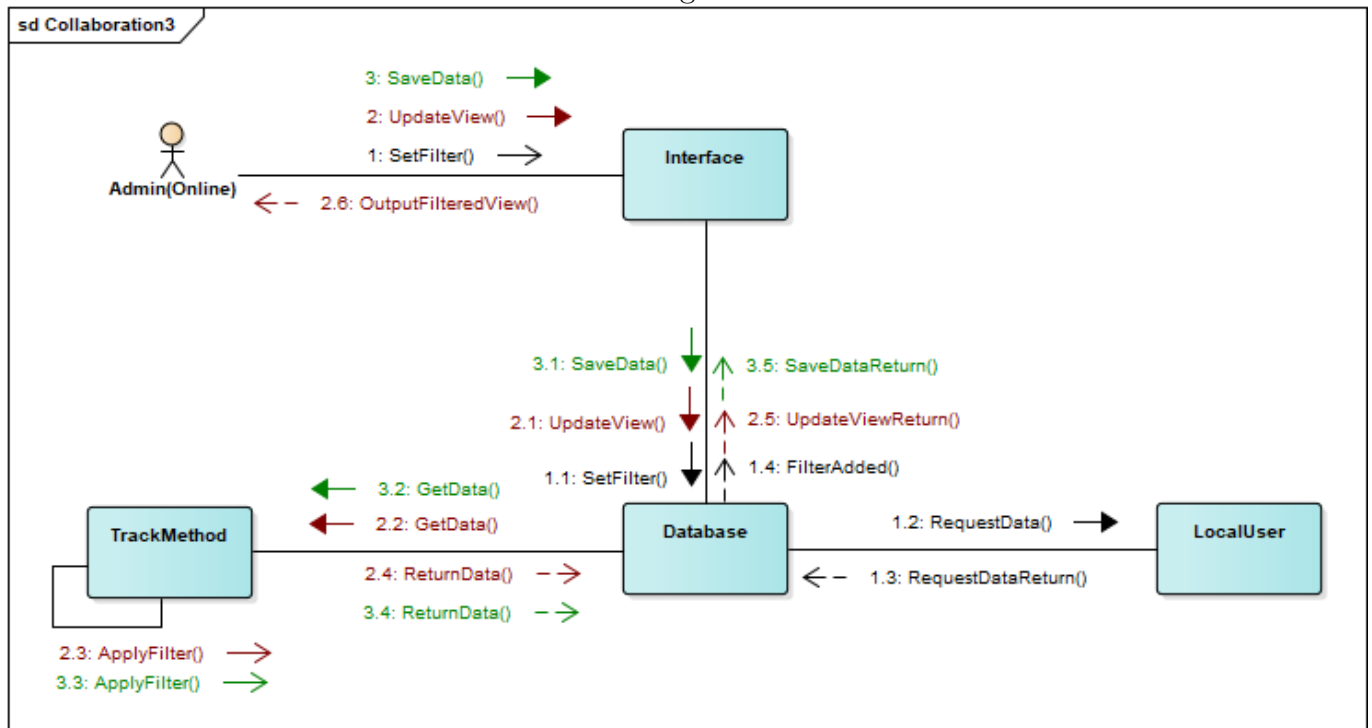 sd Collaboration3
3: SaveData()
2: UpdateView()
1: SetFilter()
Interface
Admin(Online)
2.6: OutputFilteredView()
3.1: SaveData()
3.5: SaveDataReturn()
2.1: UpdateView()
2.5: UpdateViewReturn()
1.1: SetFilter()
1.4: FilterAdded()
3.2: GetData()
2.2: GetData()
TrackMethod
Database
1.2: RequestData()
LocalUser
2.4: ReturnData()
1.3: RequestDataReturn()
3.4: ReturnData()
2.3: ApplyFilter()
3.3: ApplyFilter()